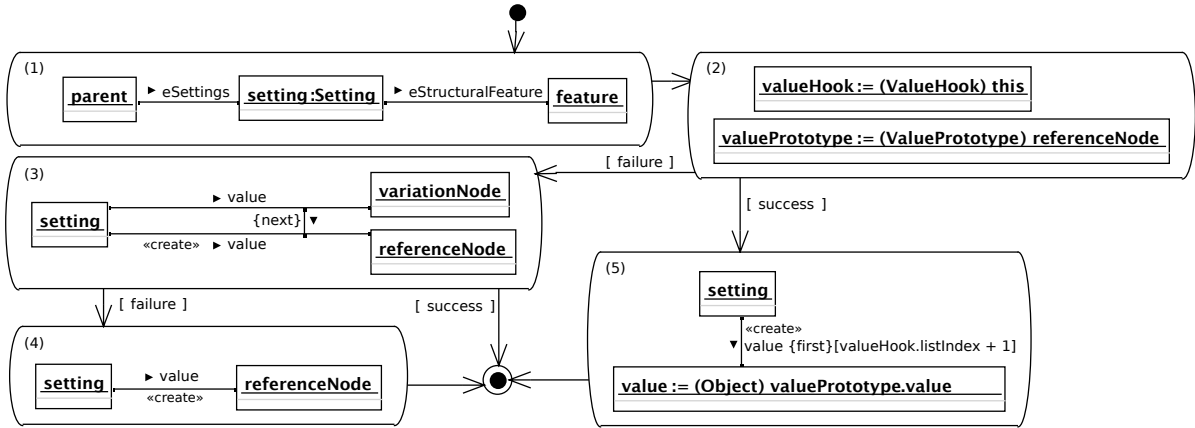 (1)
parent
► eSettings
setting:Setting
► eStructuralFeature
feature
(2)
valueHook := (ValueHook) this
valuePrototype := (ValuePrototype) referenceNode
[ failure ]
[ success ]
(3)
setting
► value
variationNode
{next} ▼
«create» ► value
referenceNode
[ failure ]
[ success ]
(4)
setting
► value
«create»
referenceNode
(5)
setting
«create»
▼ value {first}[valueHook.listIndex + 1]
value := (Object) valuePrototype.value